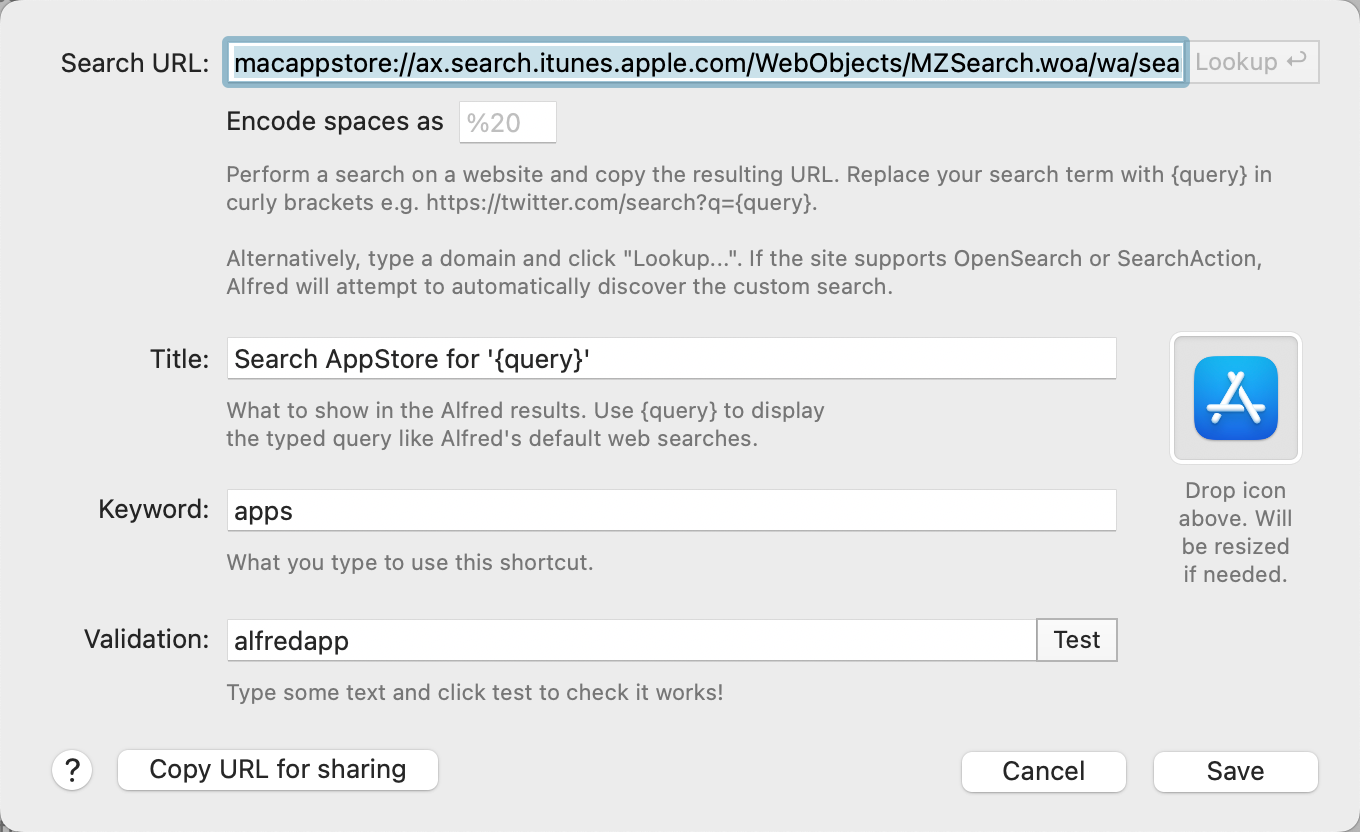 Search URL: macappstore://ax.search.itunes.apple.com/WebObjects/MZSearch.woa/wa/sea Lookup ↩
Encode spaces as %20
Perform a search on a website and copy the resulting URL. Replace your search term with {query} in
curly brackets e.g. https://twitter.com/search?q={query}.
Alternatively, type a domain and click "Lookup...". If the site supports OpenSearch or SearchAction,
Alfred will attempt to automatically discover the custom search.
Title: Search AppStore for '{query}'
What to show in the Alfred results. Use {query} to display
the typed query like Alfred's default web searches.
Keyword: apps
What you type to use this shortcut.
Drop icon
above. Will
be resized
if needed.
Validation: alfredapp Test
Type some text and click test to check it works!
? Copy URL for sharing Cancel Save